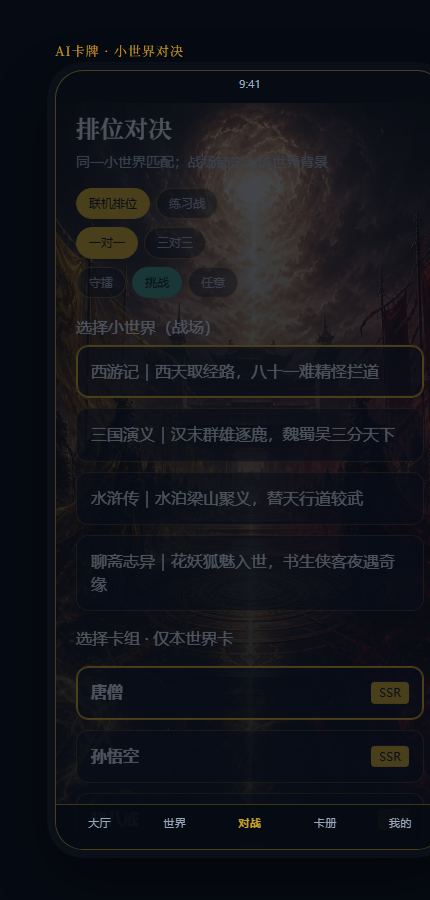 AI卡牌 · 小世界对决
9:41
排位对决
同一小世界匹配；战场
世界背景
联机排位
练习战
一对一
三对三
守擂
挑战
任意
选择小世界（战场）
西游记 | 西天取经路，八十一难精怪拦道
三国演义 | 汉末群雄逐鹿，魏蜀吴三分天下
水浒传 | 水泊梁山聚义，替天行道较武
聊斋志异 | 花妖狐魅入世，书生侠客夜遇奇
缘
选择卡组 · 仅本世界卡
唐僧
SSR
孙悟空
SSR
大厅
世界
对战
卡册
我的